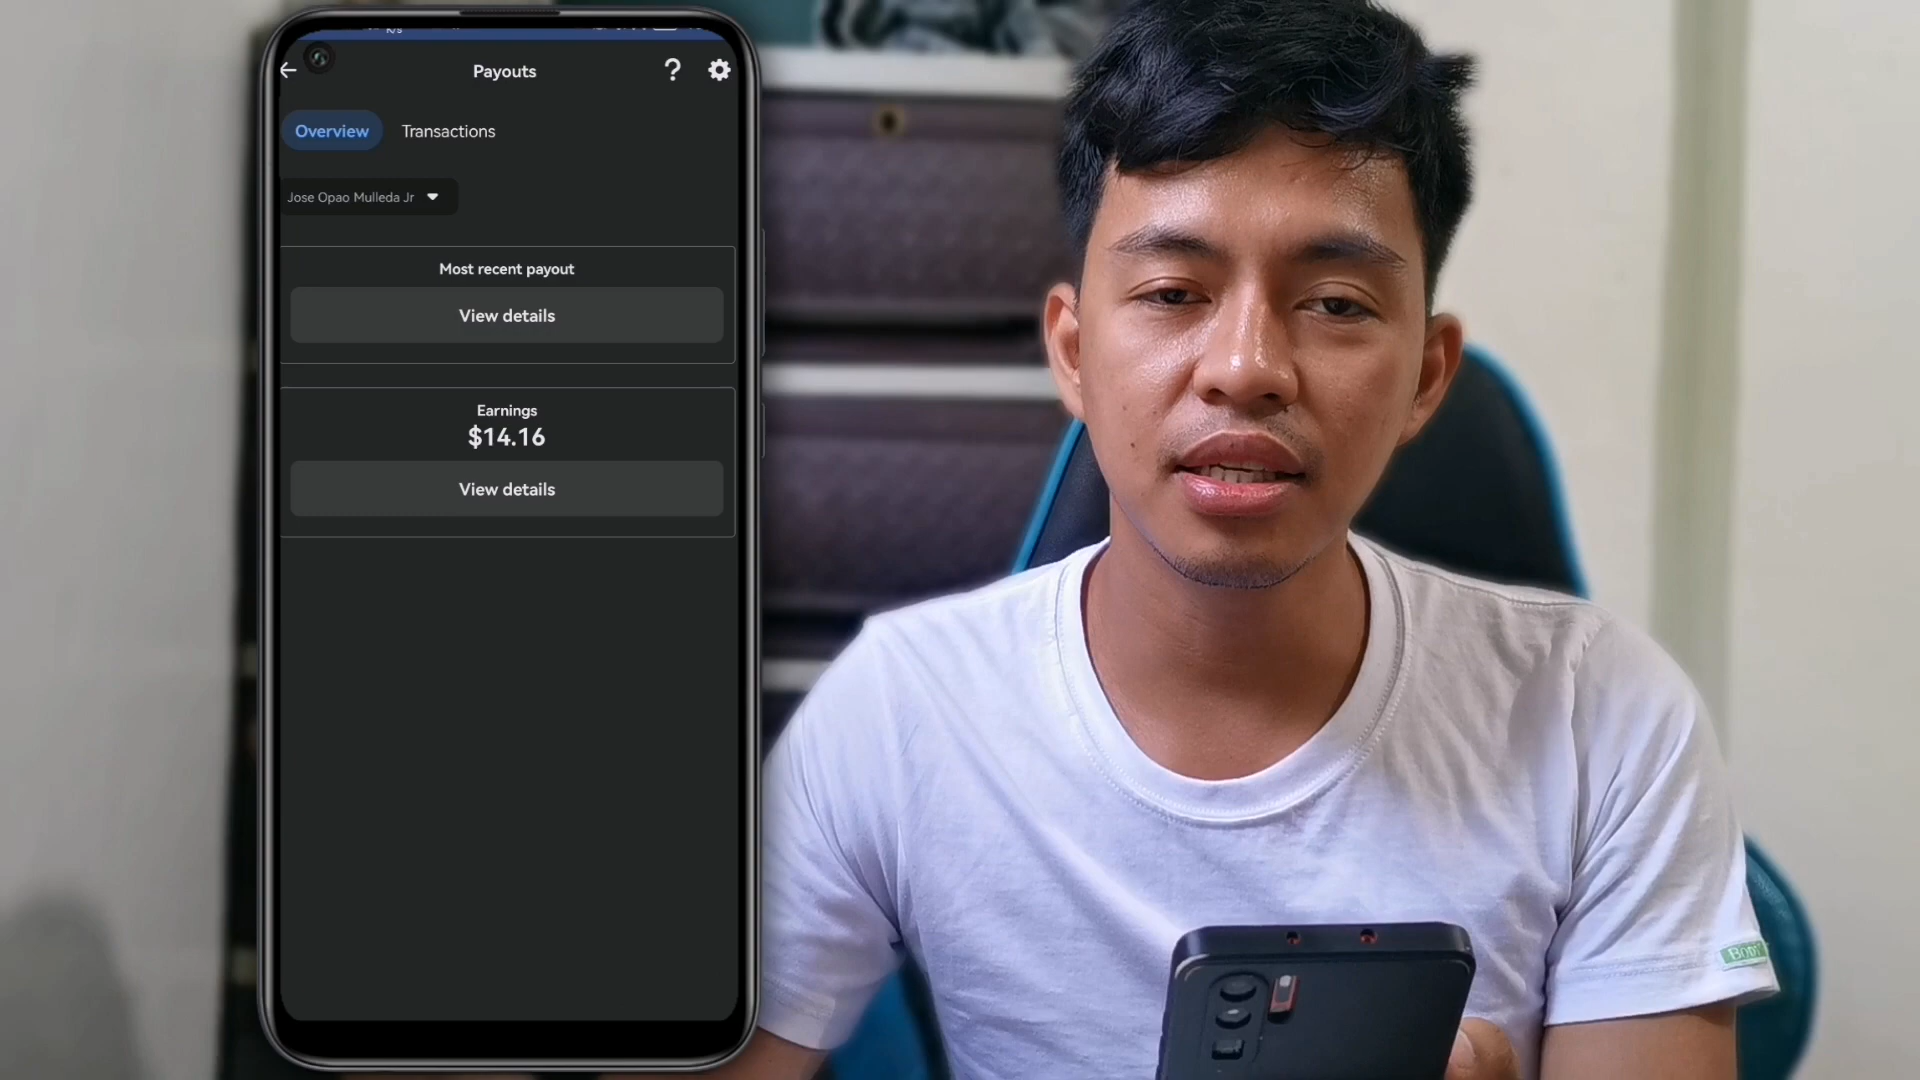 K/s
Payouts
Overview
Transactions
Jose Opao Mulleda Jr
Most recent payout
View details
Earnings
$14.16
View details